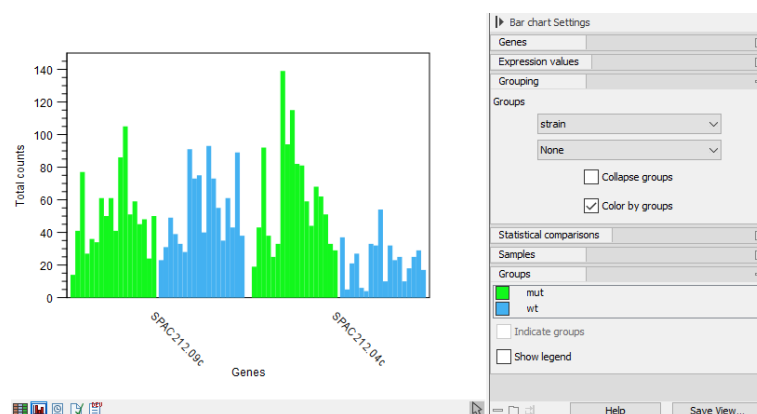 Bar chart Settings
Genes
Expression values
Grouping
Groups
strain
None
Collapse groups
Color by groups
Statistical comparisons
Samples
Groups
mut
wt
Indicate groups
Show legend
Help
Save View...
Total counts
140
120
100
80
60
40
20
0
SPAC212.09c
SPAC212.04c
Genes
DEV